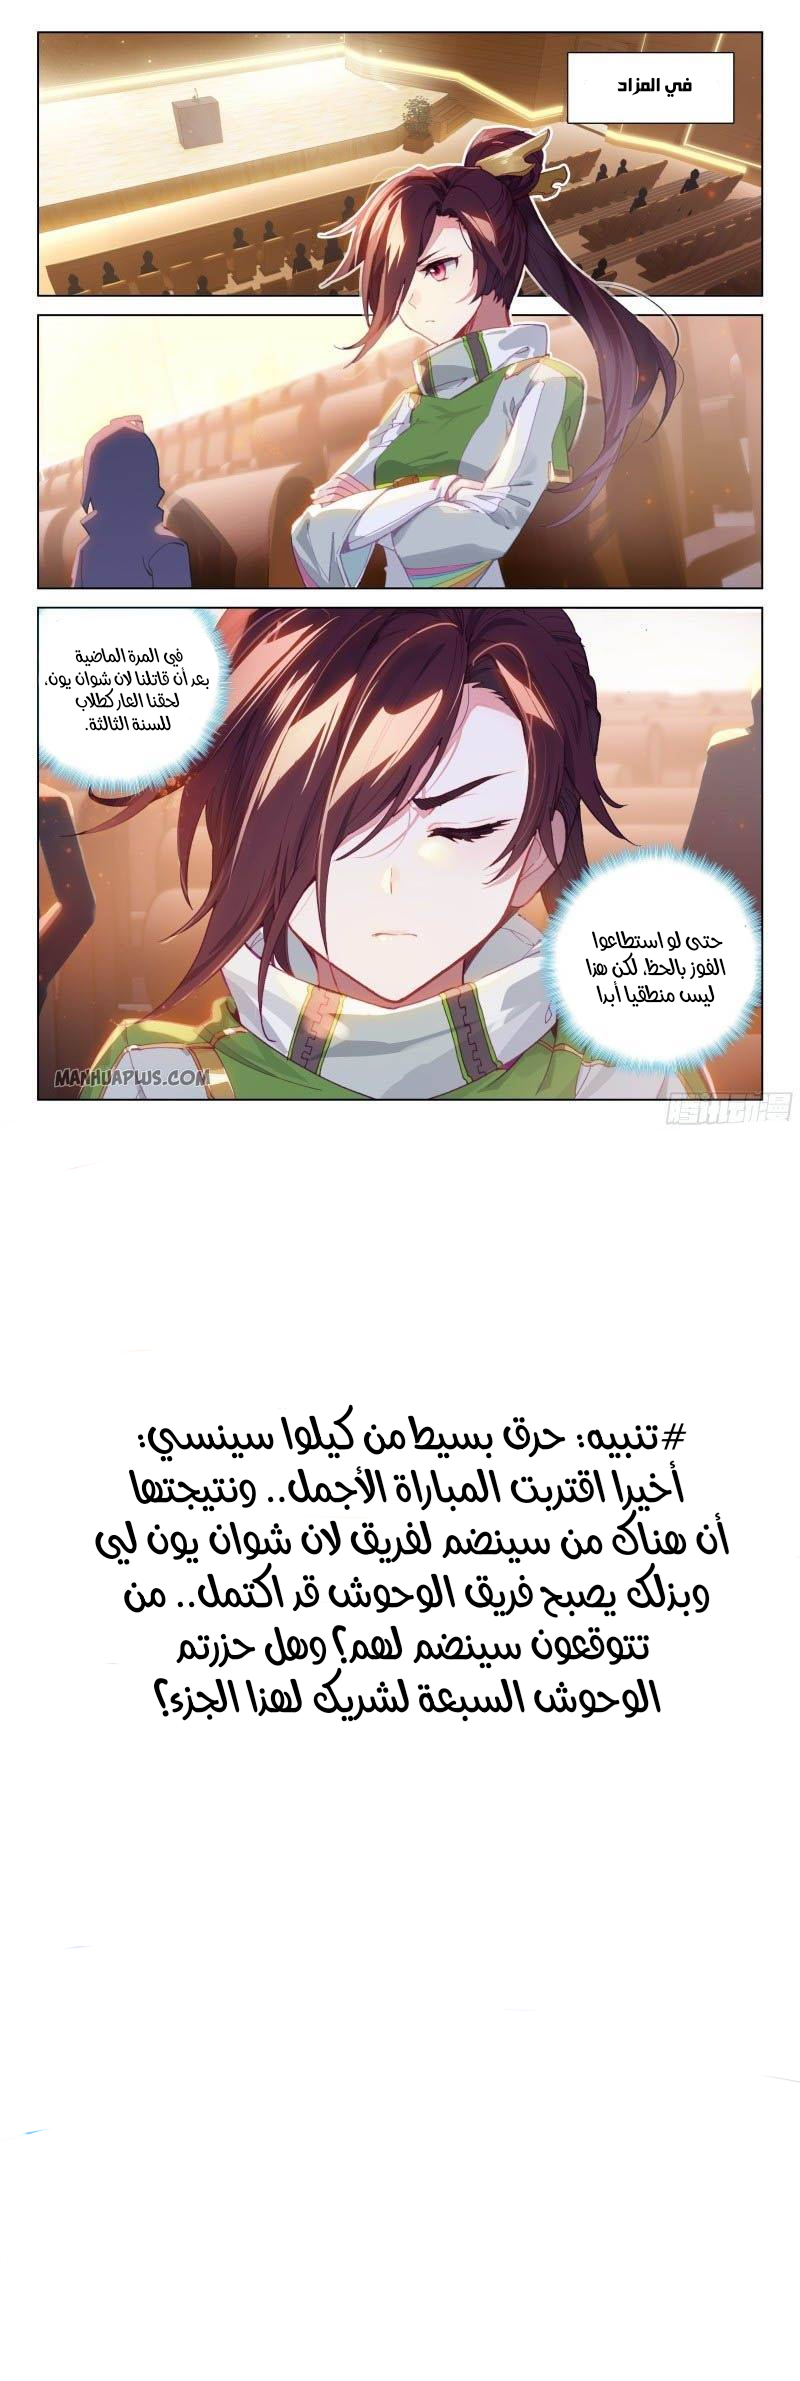 في المزاد
في المرة الماضية
بعد أن قاتلنا لان شوان يون،
لحقنا العار كطلاب
للسنة الثالثة.
حتى لو استطاعوا
الفوز بالحظ، لكن هذا
ليس منطقيا أبدا
MANHUAPLUS.COM
#تنبيه: حرق بسيط من كيلوا سينسي:
أخيرا اقتربت المباراة الأجمل.. ونتيجتها
أن هناك من سينضم لفريق لان شوان يون لي
وبذلك يصبح فريق الوحوش قد اكتمل.. من
تتوقعون سينضم لهم؟ وهل حزرتم
الوحوش السبعة لشريك لهذا الجزء؟